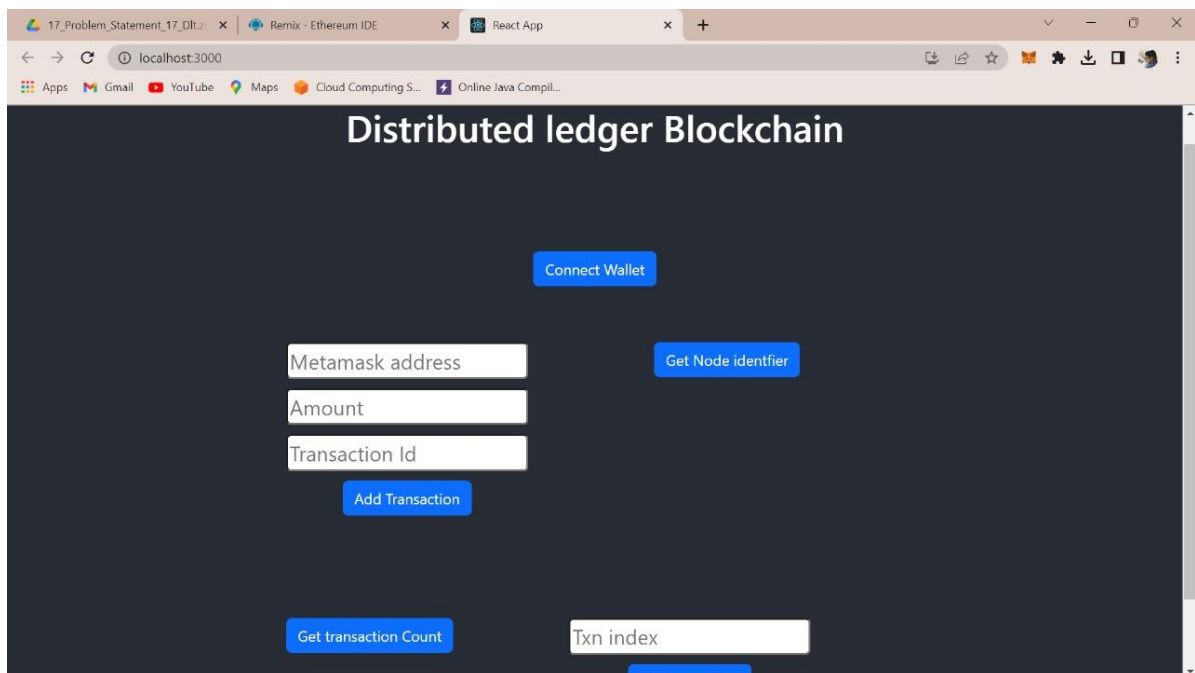 17_Problem_Statement_17_Dlt.z
Remix - Ethereum IDE
React App
localhost:3000
Apps
Gmail
YouTube
Maps
Cloud Computing S...
Online Java Compil...
Distributed ledger Blockchain
Connect Wallet
Metamask address
Get Node identfier
Amount
Transaction Id
Add Transaction
Get transaction Count
Txn index